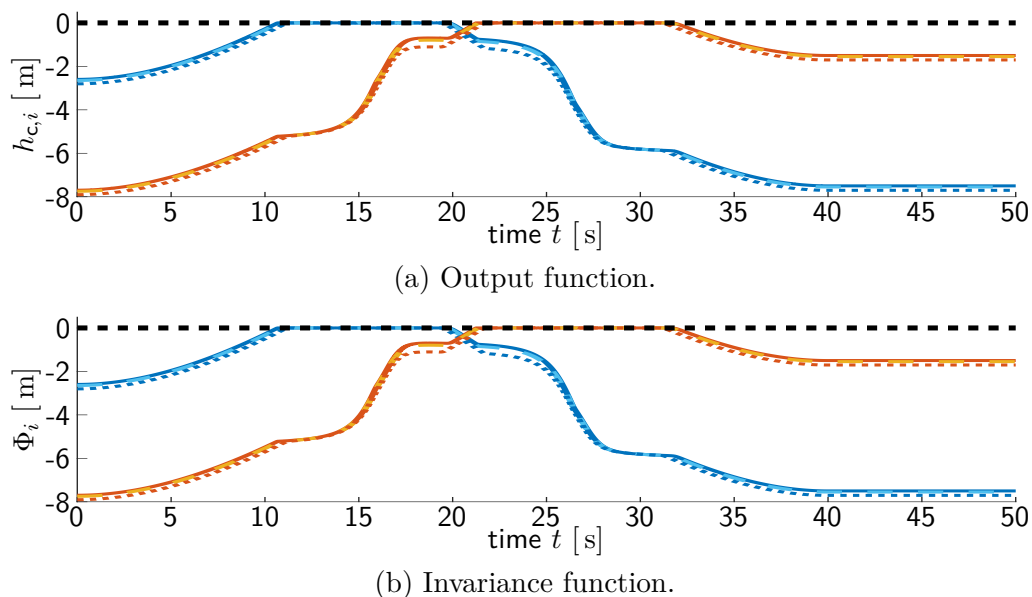 0
-2
-4
-6
-8
h_{c,i} [ m]
0 5 10 15 20 25 30 35 40 45 50
time t [ s]
(a) Output function.
0
-2
-4
-6
-8
Φ_i [ m]
0 5 10 15 20 25 30 35 40 45 50
time t [ s]
(b) Invariance function.